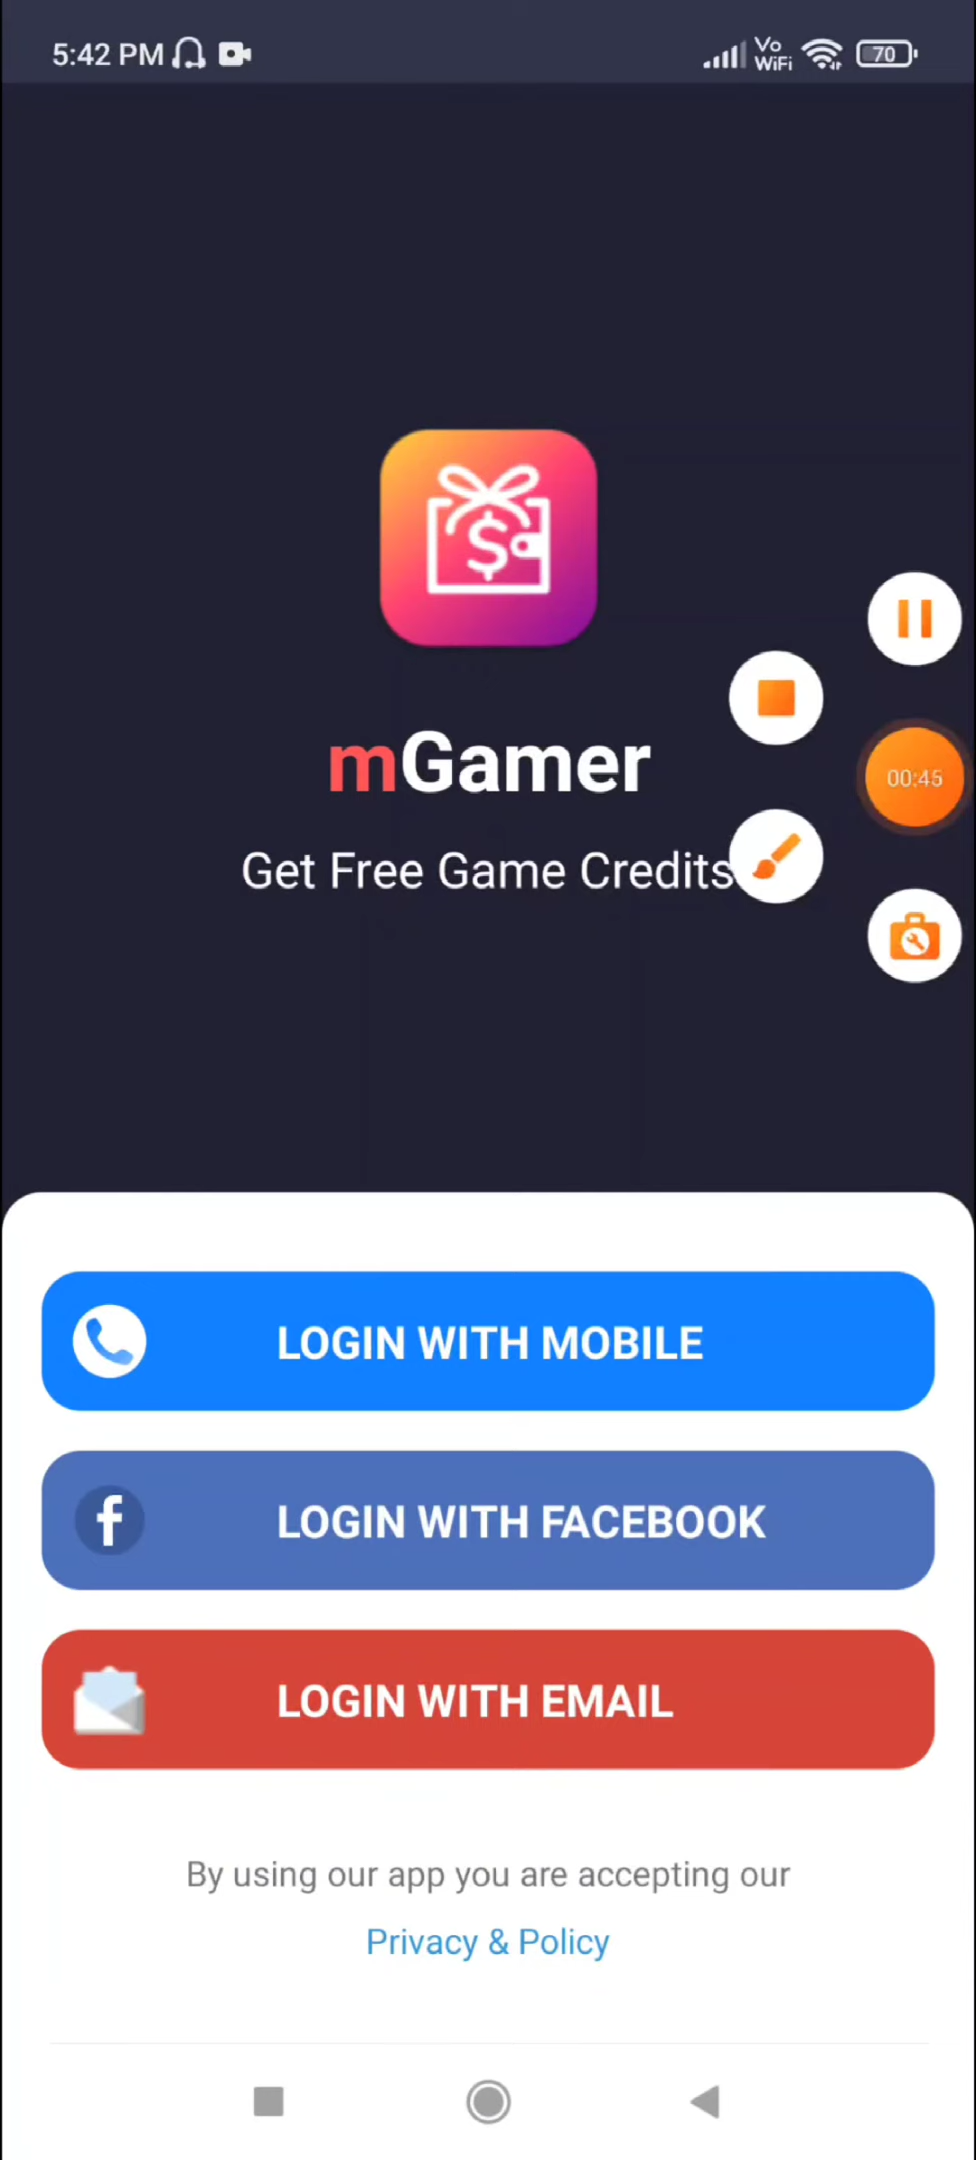 5:42 PM
Vo
WiFi
70
mGamer
00:45
Get Free Game Credits
LOGIN WITH MOBILE
f
LOGIN WITH FACEBOOK
LOGIN WITH EMAIL
By using our app you are accepting our
Privacy & Policy